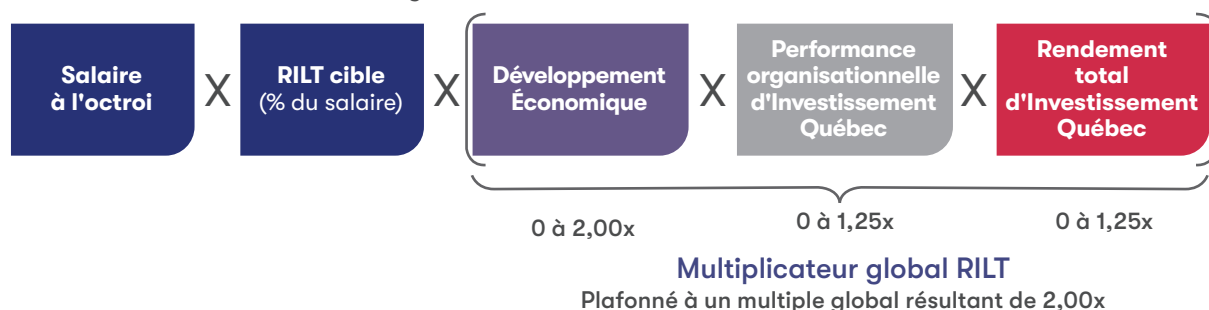 Salaire
à l'octroi
X
RILT cible
(% du salaire)
X
Développement
Économique
X
Performance
organisationnelle
d'Investissement
Québec
X
Rendement
total
d'Investissement
Québec
0 à 2,00x
0 à 1,25x
0 à 1,25x
Multiplicateur global RILT
Plafonné à un multiple global résultant de 2,00x